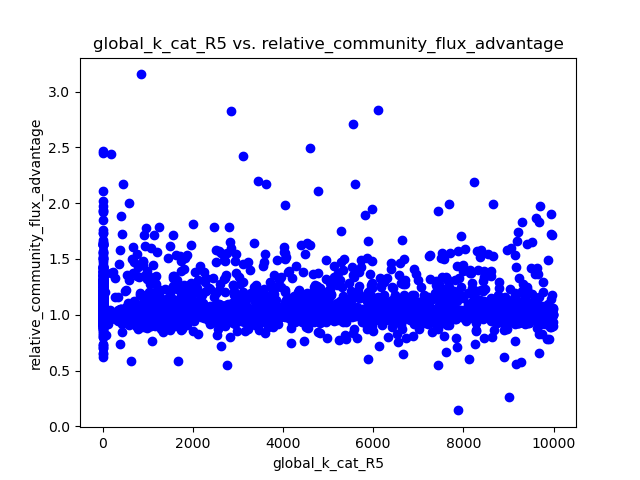 global_k_cat_R5 vs. relative_community_flux_advantage
relative_community_flux_advantage
3.0
2.5
2.0
1.5
1.0
0.5
0.0
0 2000 4000 6000 8000 10000
global_k_cat_R5